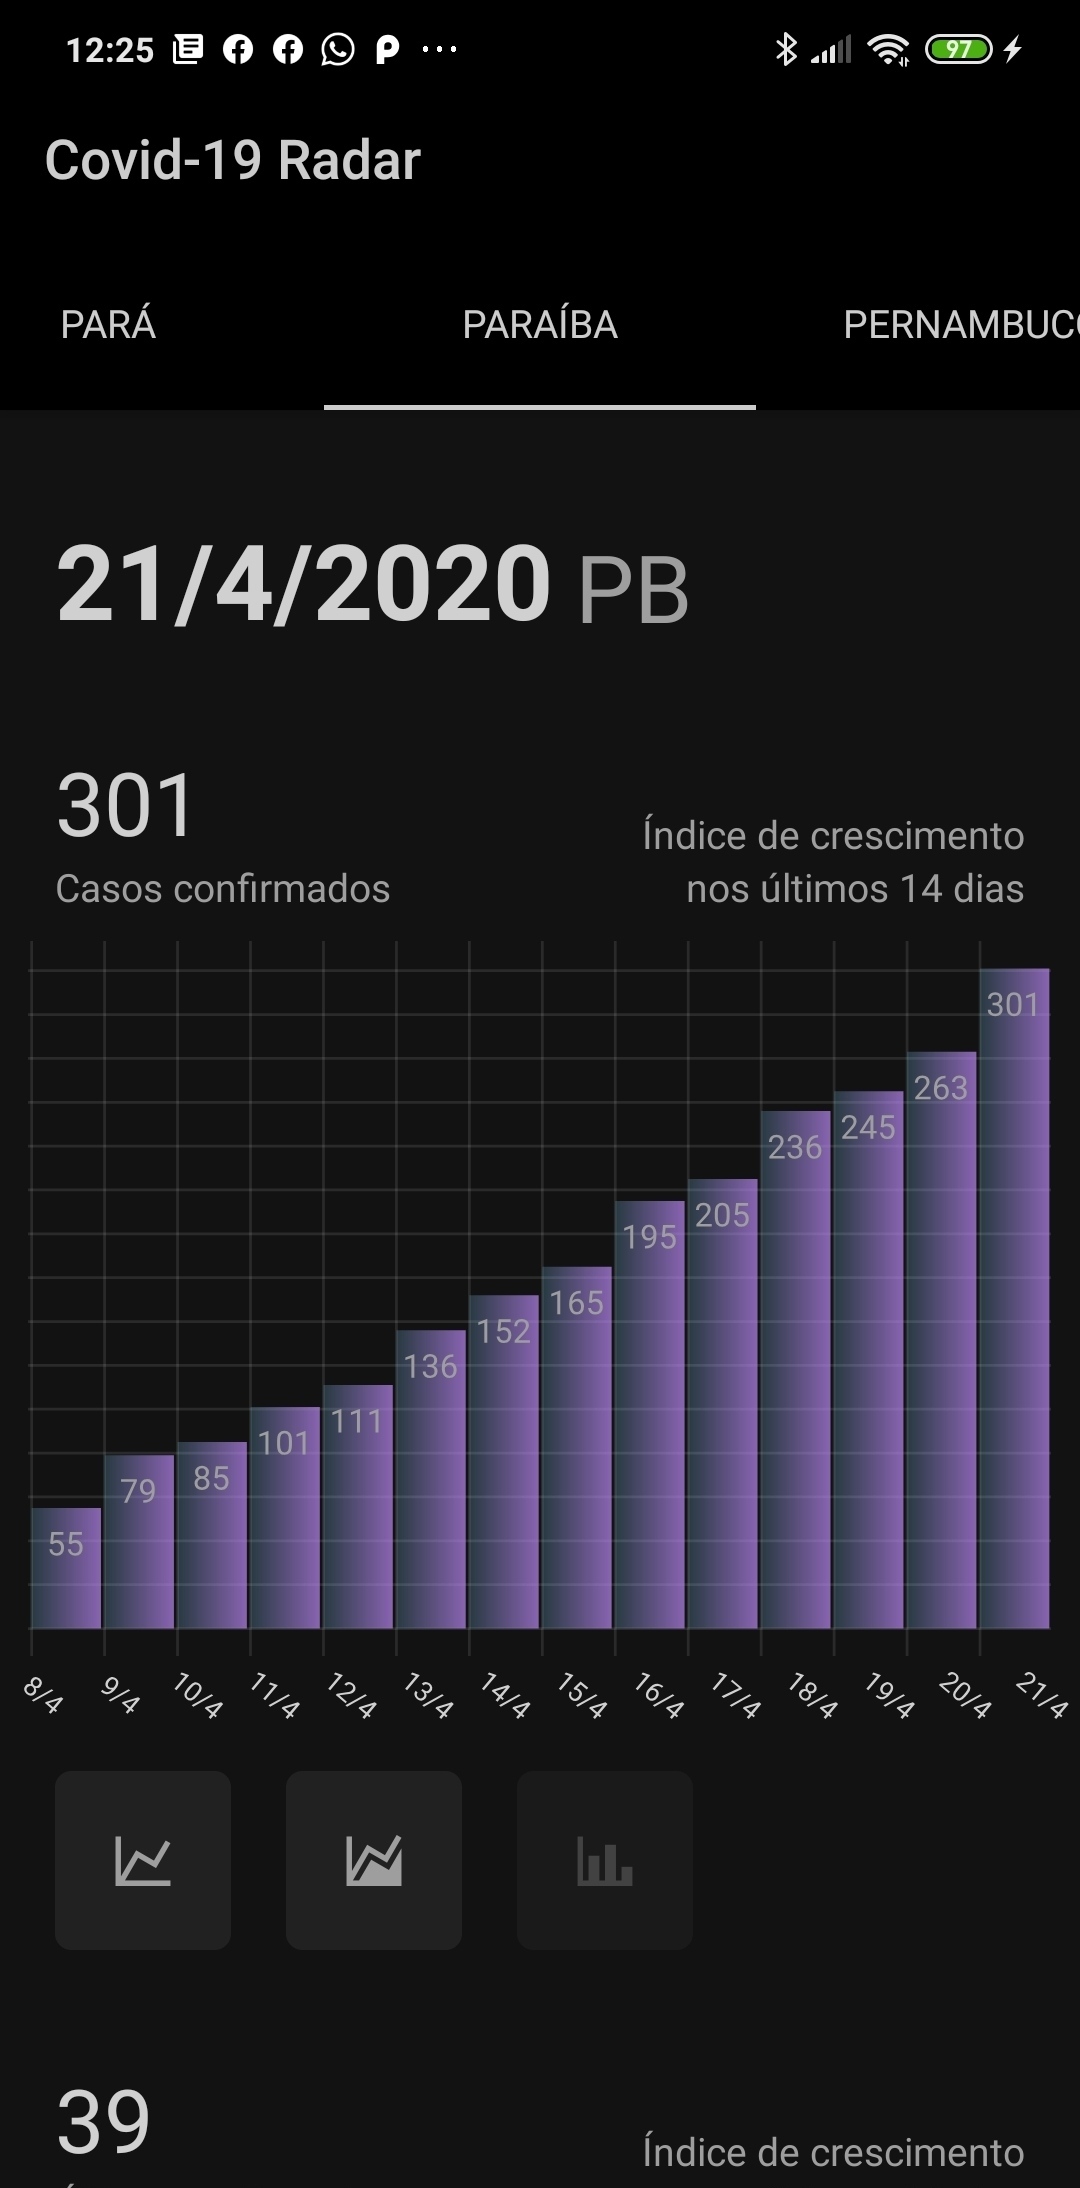 12:25
97
Covid-19 Radar
PARÁ PARAÍBA PERNAMBUC
21/4/2020 PB
301
Casos confirmados
Índice de crescimento
nos últimos 14 dias
55 79 85 101 111 136 152 165 195 205 236 245 263 301
8/4 9/4 10/4 11/4 12/4 13/4 14/4 15/4 16/4 17/4 18/4 19/4 20/4 21/4
39
Índice de crescimento